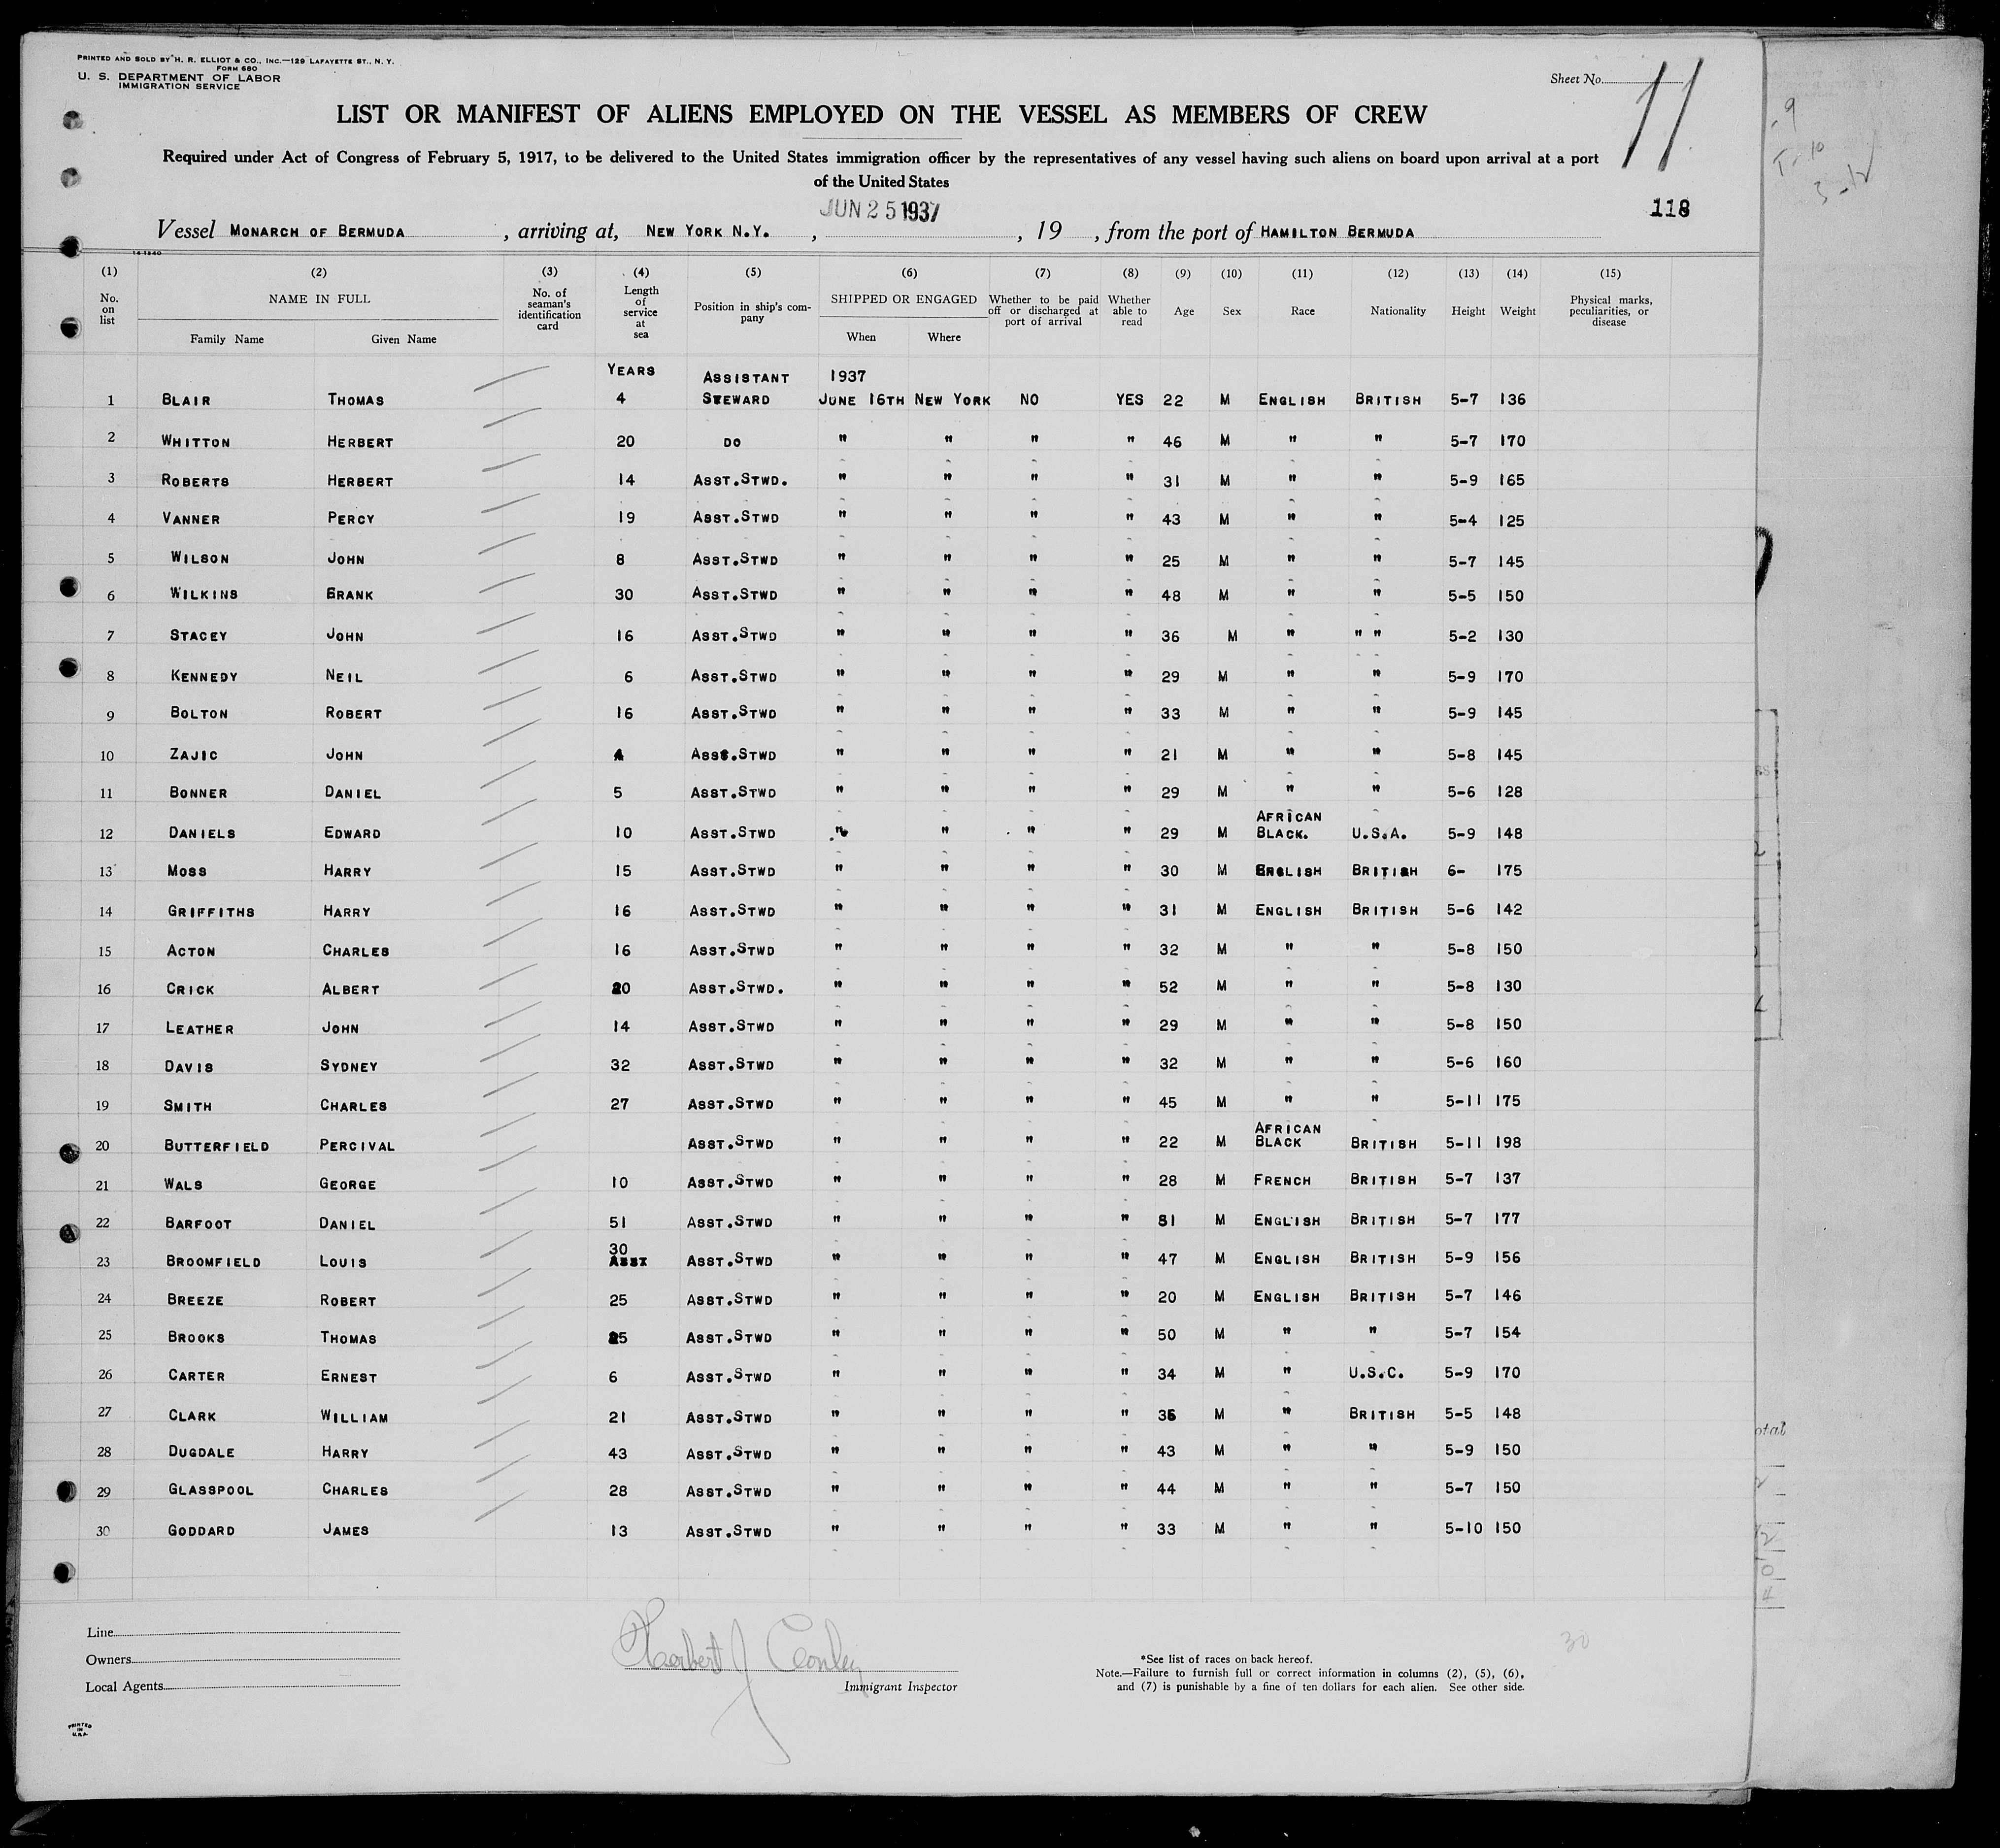 PRINTED AND SOLD BY H. R. ELLIOT & CO., INC.—129 LAFAYETTE ST., N. Y.
FORM 680
U. S. DEPARTMENT OF LABOR
IMMIGRATION SERVICE
Sheet No. 11
LIST OR MANIFEST OF ALIENS EMPLOYED ON THE VESSEL AS MEMBERS OF CREW
Required under Act of Congress of February 5, 1917, to be delivered to the United States immigration officer by the representatives of any vessel having such aliens on board upon arrival at a port
of the United States
JUN 25 1937
118
Vessel MONARCH OF BERMUDA, arriving at, NEW YORK N.Y., , 19 , from the port of HAMILTON BERMUDA
14-1840
(1) (2) (3) (4) (5) (6) (7) (8) (9) (10) (11) (12) (13) (14) (15)
No. on list NAME IN FULL Family Name Given Name No. of seaman's identification card Length of service at sea Position in ship's company SHIPPED OR ENGAGED When Where Whether to be paid off or discharged at port of arrival Whether able to read Age Sex Race Nationality Height Weight Physical marks, peculiarities, or disease
YEARS ASSISTANT 1937
1 BLAIR THOMAS 4 STEWARD JUNE 16TH NEW YORK NO YES 22 M ENGLISH BRITISH 5-7 136
2 WHITTON HERBERT 20 DO " " " " 46 M " " 5-7 170
3 ROBERTS HERBERT 14 ASST.STWD. " " " " 31 M " " 5-9 165
4 VANNER PERCY 19 ASST.STWD " " " " 43 M " " 5-4 125
5 WILSON JOHN 8 ASST.STWD " " " " 25 M " " 5-7 145
6 WILKINS BRANK 30 ASST.STWD " " " " 48 M " " 5-5 150
7 STACEY JOHN 16 ASST.STWD " " " " 36 M " " " 5-2 130
8 KENNEDY NEIL 6 ASST.STWD " " " " 29 M " " 5-9 170
9 BOLTON ROBERT 16 ASST.STWD " " " " 33 M " " 5-9 145
10 ZAJIC JOHN 4 ASST.STWD " " " " 21 M " " 5-8 145
11 BONNER DANIEL 5 ASST.STWD " " " " 29 M " " 5-6 128
12 DANIELS EDWARD 10 ASST.STWD " " " " 29 M AFRICAN BLACK. U.S.A. 5-9 148
13 MOSS HARRY 15 ASST.STWD " " " " 30 M ENGLISH BRITISH 6- 175
14 GRIFFITHS HARRY 16 ASST.STWD " " " " 31 M ENGLISH BRITISH 5-6 142
15 ACTON CHARLES 16 ASST.STWD " " " " 32 M " " 5-8 150
16 CRICK ALBERT 20 ASST.STWD. " " " " 52 M " " 5-8 130
17 LEATHER JOHN 14 ASST.STWD " " " " 29 M " " 5-8 150
18 DAVIS SYDNEY 32 ASST.STWD " " " " 32 M " " 5-6 160
19 SMITH CHARLES 27 ASST.STWD " " " " 45 M " " 5-11 175
20 BUTTERFIELD PERCIVAL ASST.STWD " " " " 22 M AFRICAN BLACK BRITISH 5-11 198
21 WALS GEORGE 10 ASST.STWD " " " " 28 M FRENCH BRITISH 5-7 137
22 BARFOOT DANIEL 51 ASST.STWD " " " " 51 M ENGLISH BRITISH 5-7 177
23 BROOMFIELD LOUIS 30 ASST.STWD " " " " 47 M ENGLISH BRITISH 5-9 156
24 BREEZE ROBERT 25 ASST.STWD " " " " 20 M ENGLISH BRITISH 5-7 146
25 BROOKS THOMAS 25 ASST.STWD " " " " 50 M " " 5-7 154
26 CARTER ERNEST 6 ASST.STWD " " " " 34 M " U.S.C. 5-9 170
27 CLARK WILLIAM 21 ASST.STWD " " " " 36 M " BRITISH 5-5 148
28 DUGDALE HARRY 43 ASST.STWD " " " " 43 M " " 5-9 150
29 GLASSPOOL CHARLES 28 ASST.STWD " " " " 44 M " " 5-7 150
30 GODDARD JAMES 13 ASST.STWD " " " " 33 M " " 5-10 150
Line
Owners
Local Agents
Herbert J Conley
Immigrant Inspector
*See list of races on back hereof.
Note.—Failure to furnish full or correct information in columns (2), (5), (6),
and (7) is punishable by a fine of ten dollars for each alien. See other side.
30
PRINTED
IN
U.S.A.